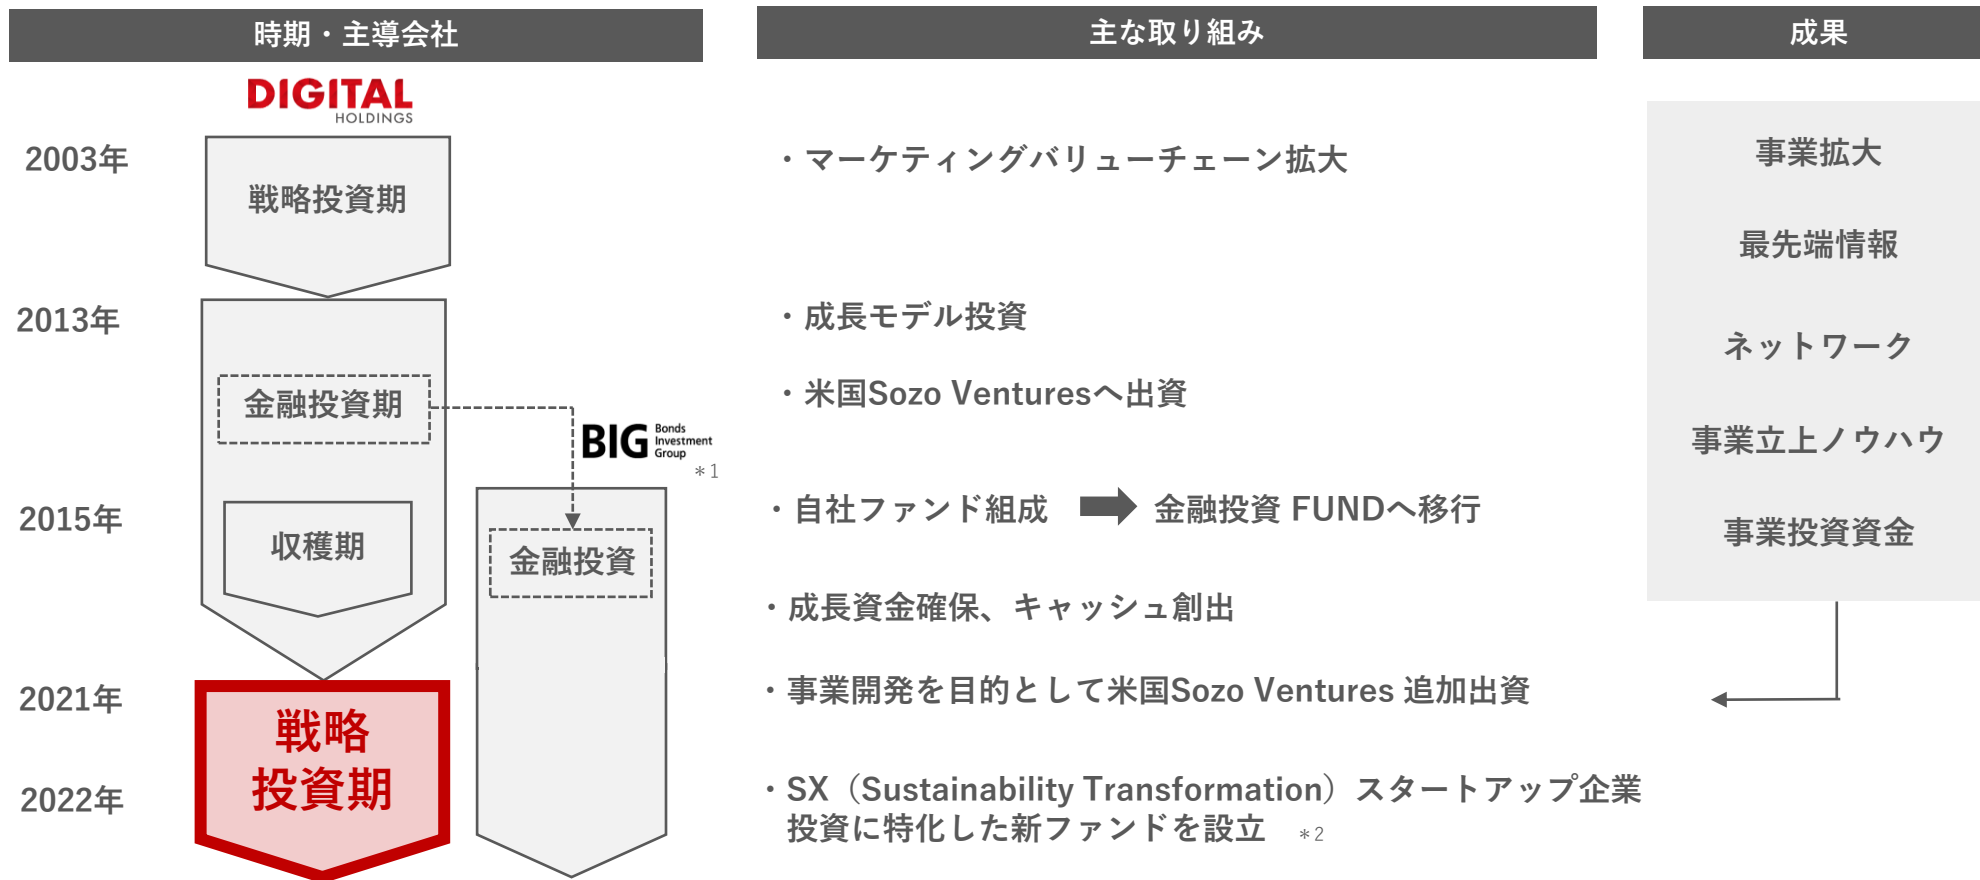 時期・主導会社
主な取り組み
成果
DIGITAL
HOLDINGS
2003年
戦略投資期
・マーケティングバリューチェーン拡大
事業拡大
最先端情報
2013年
・成長モデル投資
ネットワーク
金融投資期
・米国Sozo Venturesへ出資
BIG Bonds
Investment
Group
＊1
事業立上ノウハウ
2015年
収穫期
金融投資
・自社ファンド組成 金融投資 FUNDへ移行
事業投資資金
・成長資金確保、キャッシュ創出
2021年
戦略
投資期
・事業開発を目的として米国Sozo Ventures 追加出資
2022年
・SX（Sustainability Transformation）スタートアップ企業
投資に特化した新ファンドを設立 ＊2